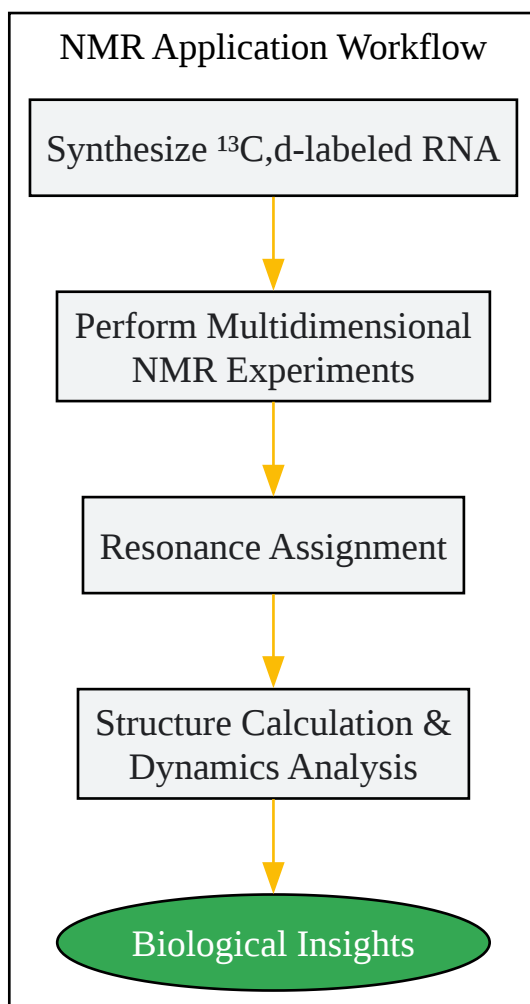 NMR Application Workflow
Synthesize ¹³C,d-labeled RNA
Perform Multidimensional
NMR Experiments
Resonance Assignment
Structure Calculation &
Dynamics Analysis
Biological Insights